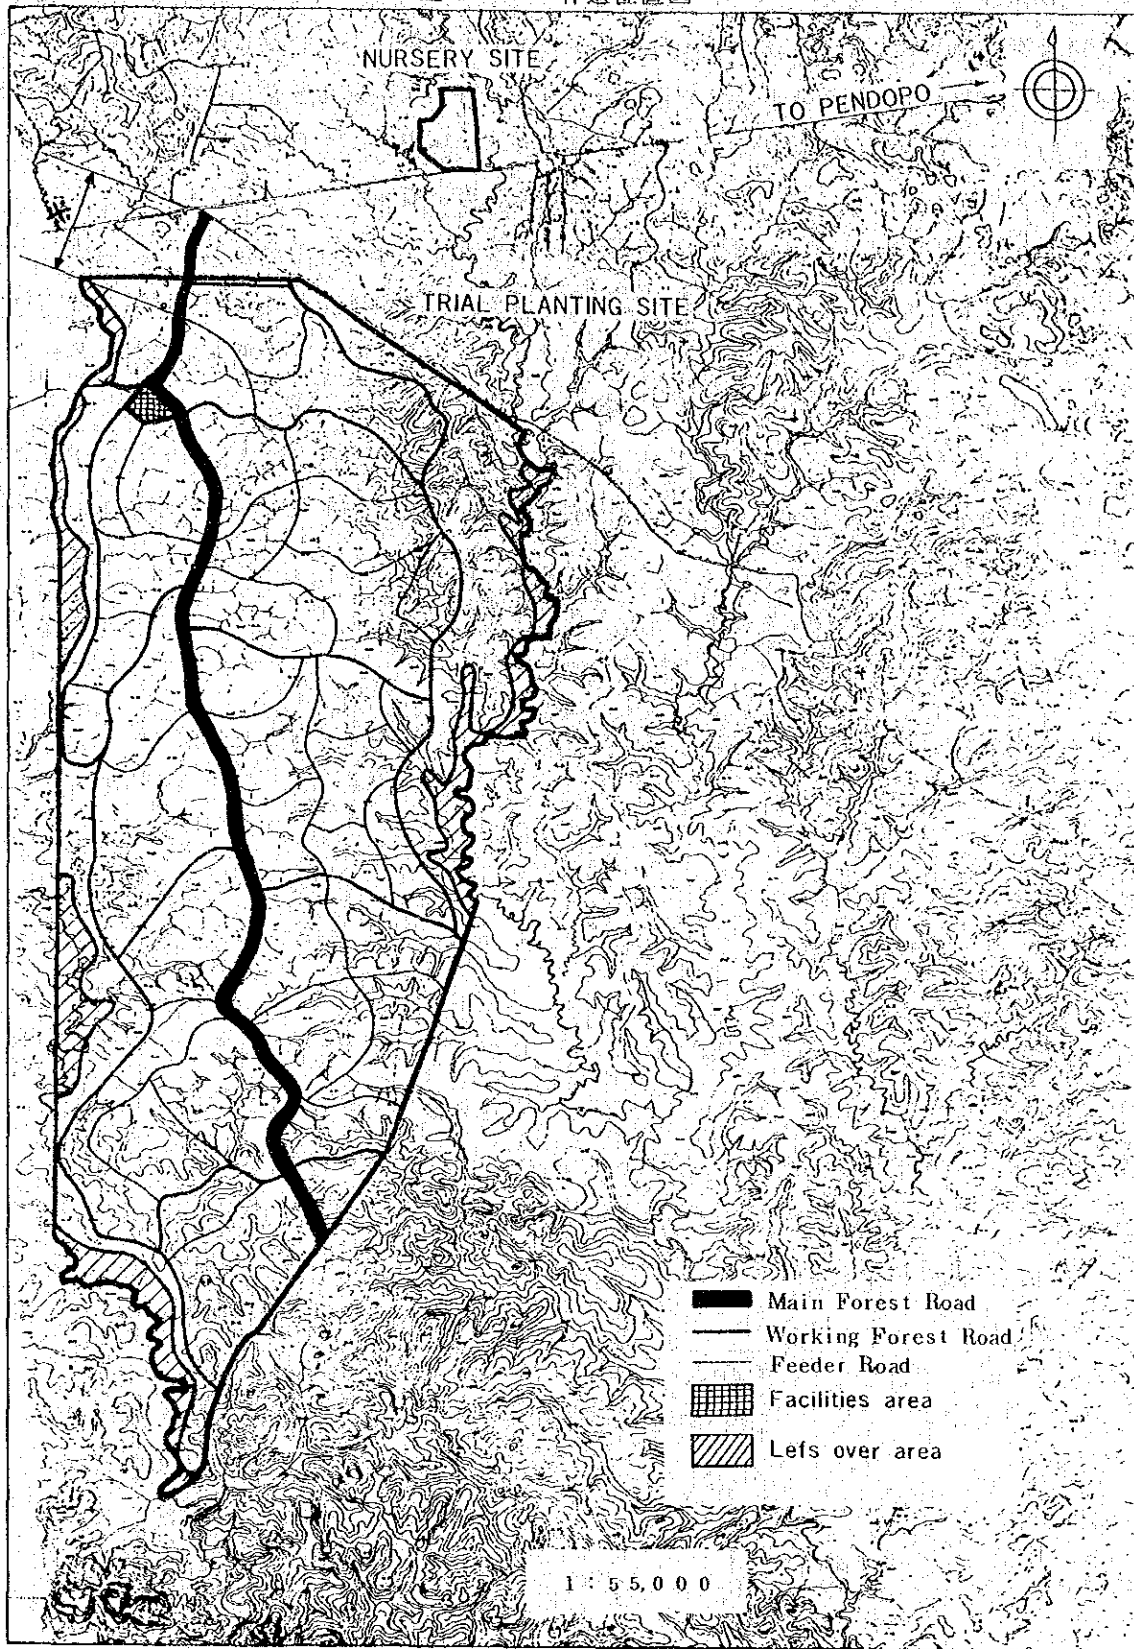 NURSERY SITE
TO PENDOPO
TRIAL PLANTING SITE
Main Forest Road
Working Forest Road
Feeder Road
Facilities area
Lefs over area
1 : 55,000